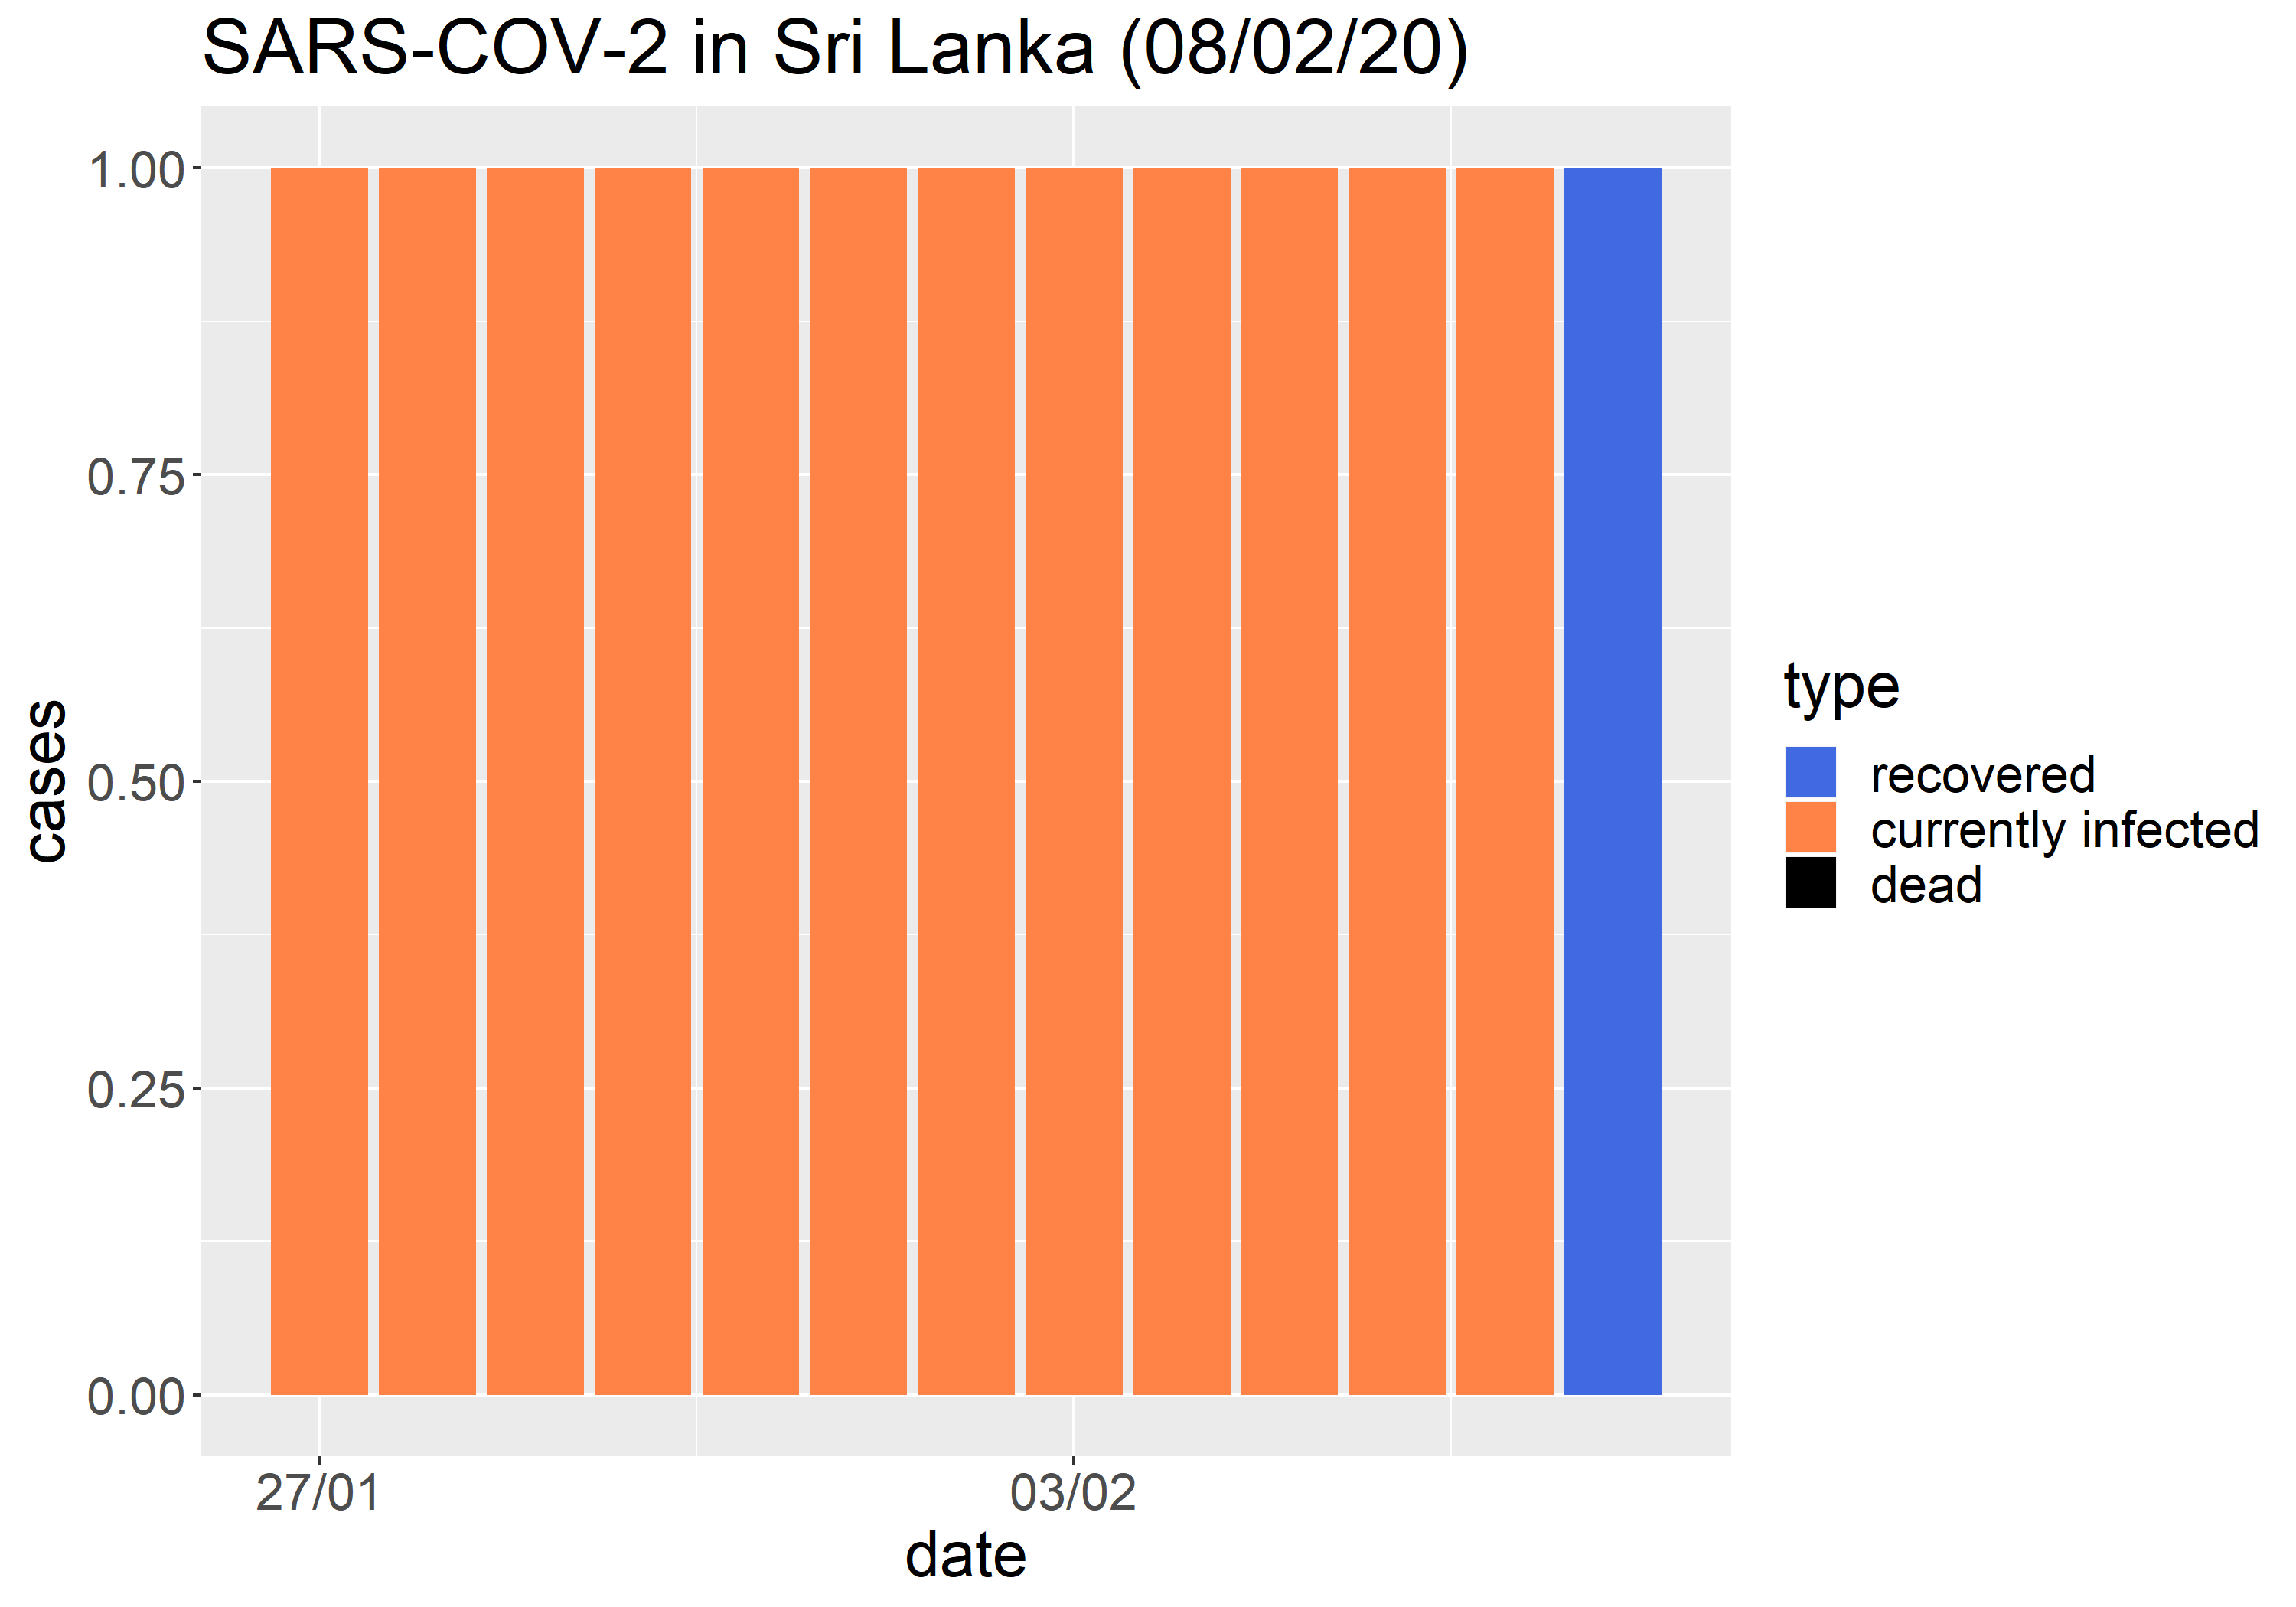 SARS-COV-2 in Sri Lanka (08/02/20)
1.00
0.75
0.50
0.25
0.00
cases
27/01
03/02
date
type
recovered
currently infected
dead